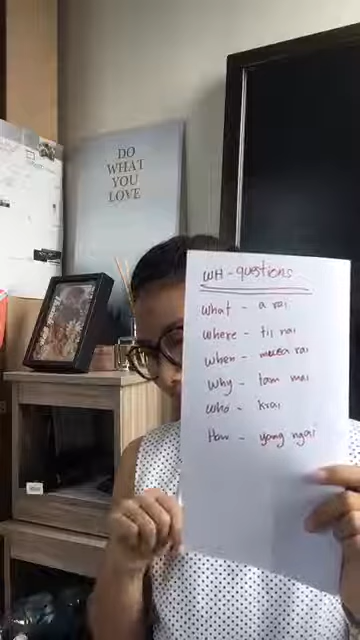 DO
WHAT
YOU
LOVE
WH - questions
what - a rai
where - tii nai
when - muea rai
why - tam mai
who - krai
How - yang ngai